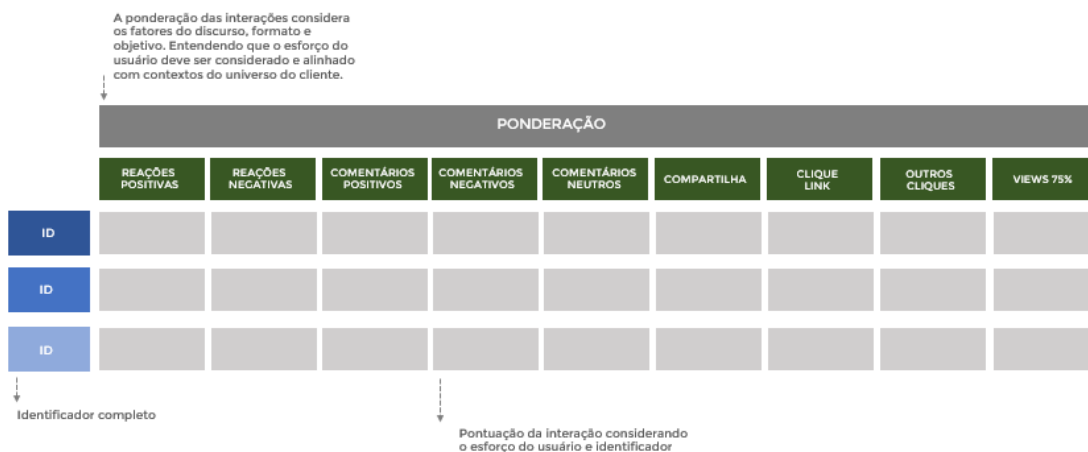 A ponderação das interações considera
os fatores do discurso, formato e
objetivo. Entendendo que o esforço do
usuário deve ser considerado e alinhado
com contextos do universo do cliente.
PONDERAÇÃO
REAÇÕES
POSITIVAS
REAÇÕES
NEGATIVAS
COMENTÁRIOS
POSITIVOS
COMENTÁRIOS
NEGATIVOS
COMENTÁRIOS
NEUTROS
COMPARTILHA
CLIQUE
LINK
OUTROS
CLIQUES
VIEWS 75%
ID
ID
ID
Identificador completo
Pontuação da interação considerando
o esforço do usuário e identificador